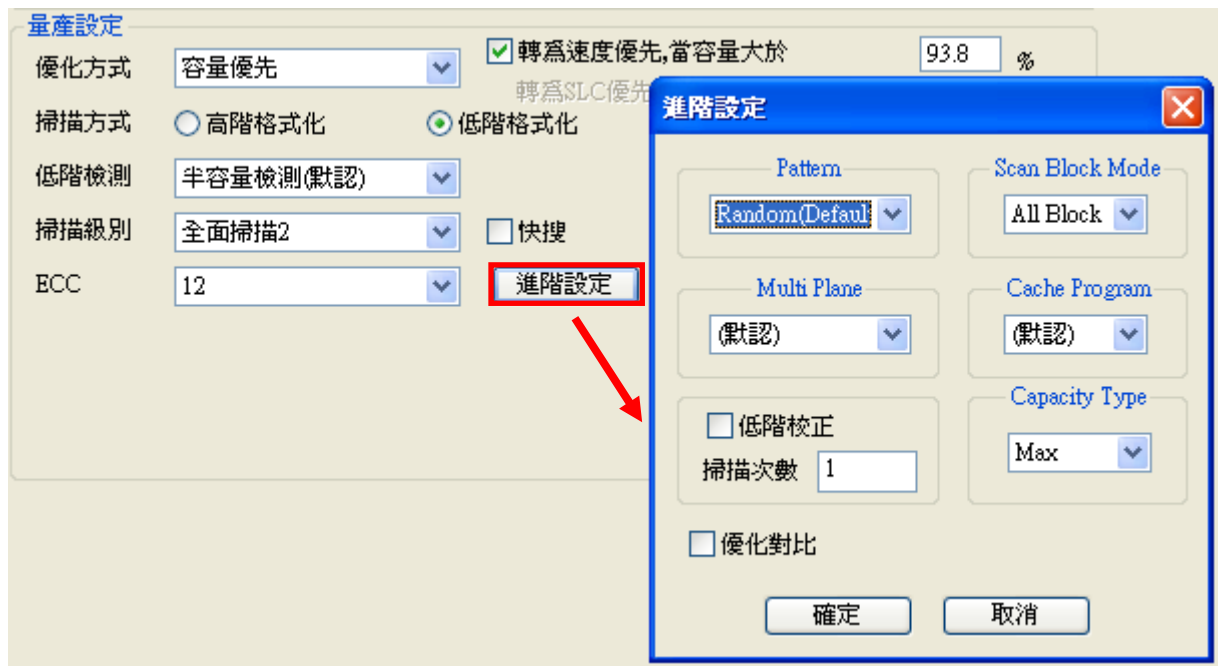 量產設定
優化方式
容量優先
轉為速度優先,當容量大於
93.8
%
轉為SLC優先
掃描方式
高階格式化
低階格式化
低階檢測
半容量檢測(默認)
掃描級別
全面掃描2
快搜
ECC
12
進階設定
進階設定
Pattern
Random(Defaul
Scan Block Mode
All Block
Multi Plane
(默認)
Cache Program
(默認)
低階校正
掃描次數
1
Capacity Type
Max
優化對比
確定
取消